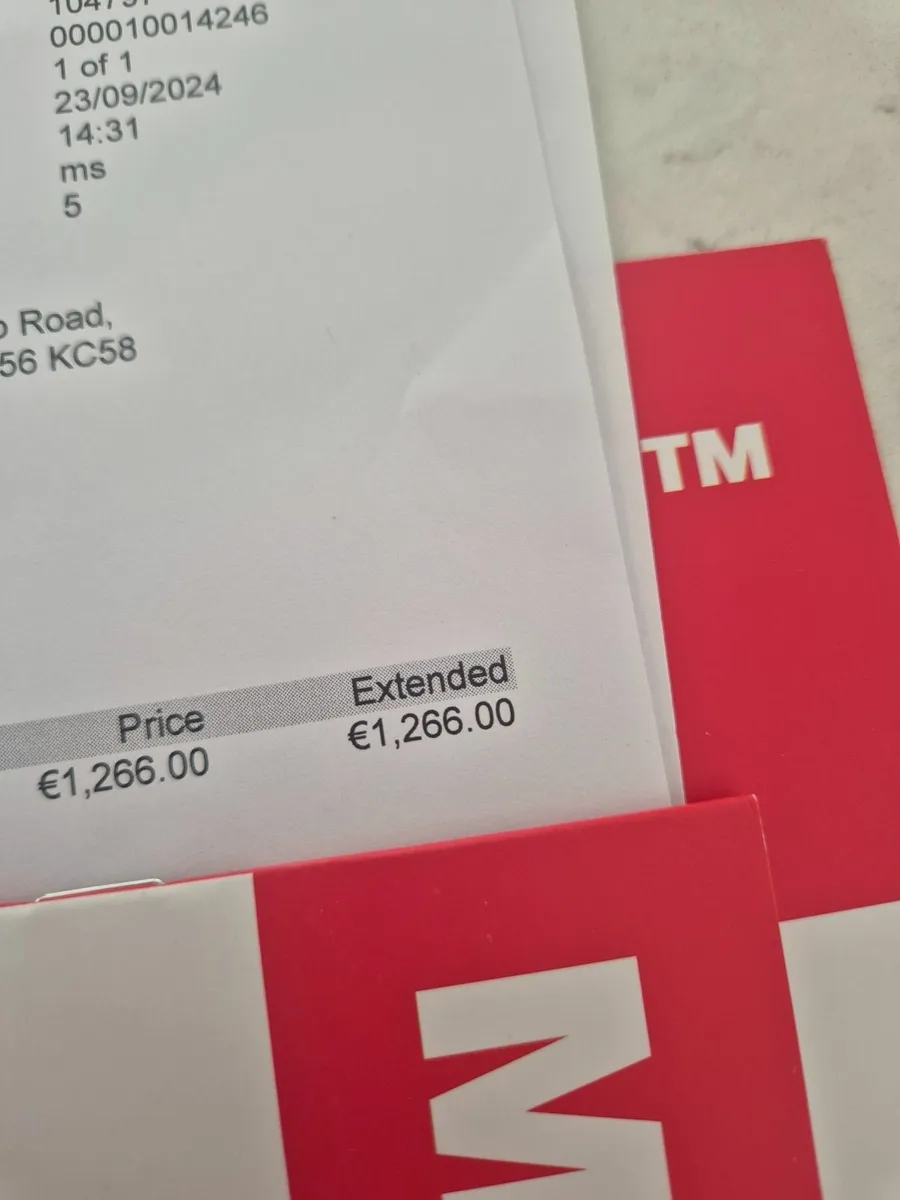 000010014246
1 of 1
23/09/2024
14:31
ms
5
Road,
56 KC58
Price Extended
€1,266.00 €1,266.00
TM
M